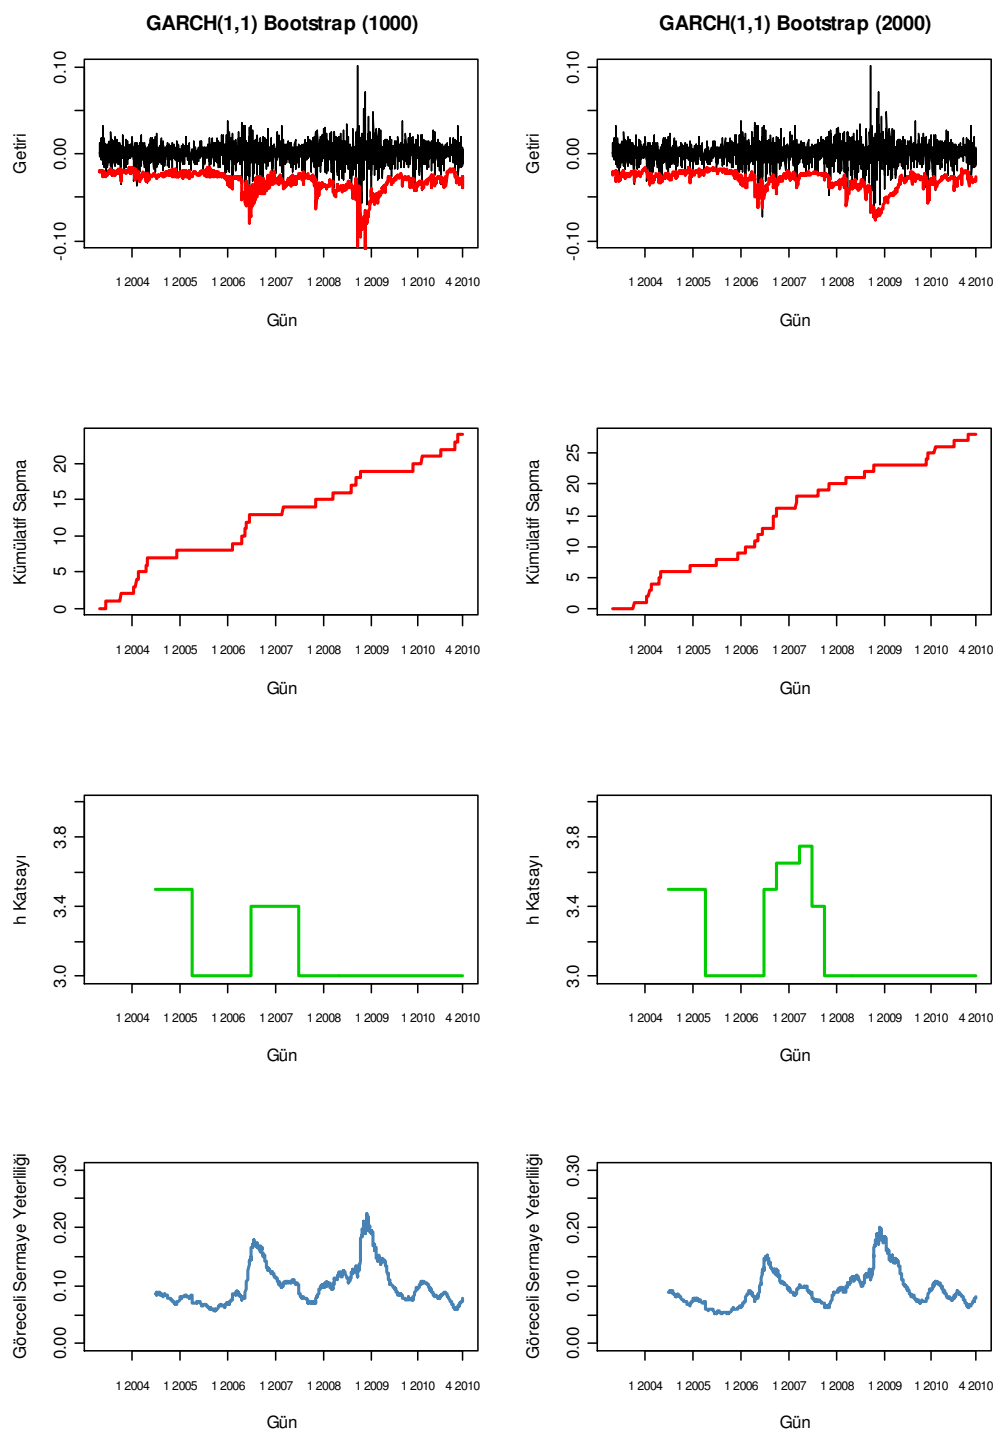 GARCH(1,1) Bootstrap (1000)
Getiri
0.10
0.00
-0.10
1 2004 1 2005 1 2006 1 2007 1 2008 1 2009 1 2010 4 2010
Gün
GARCH(1,1) Bootstrap (2000)
Getiri
0.10
0.00
-0.10
1 2004 1 2005 1 2006 1 2007 1 2008 1 2009 1 2010 4 2010
Gün
Kümülatif Sapma
20
15
10
5
0
1 2004 1 2005 1 2006 1 2007 1 2008 1 2009 1 2010 4 2010
Gün
Kümülatif Sapma
25
20
15
10
5
0
1 2004 1 2005 1 2006 1 2007 1 2008 1 2009 1 2010 4 2010
Gün
h Katsayı
3.8
3.4
3.0
1 2004 1 2005 1 2006 1 2007 1 2008 1 2009 1 2010 4 2010
Gün
h Katsayı
3.8
3.4
3.0
1 2004 1 2005 1 2006 1 2007 1 2008 1 2009 1 2010 4 2010
Gün
Göreceli Sermaye Yeterliliği
0.30
0.20
0.10
0.00
1 2004 1 2005 1 2006 1 2007 1 2008 1 2009 1 2010 4 2010
Gün
Göreceli Sermaye Yeterliliği
0.30
0.20
0.10
0.00
1 2004 1 2005 1 2006 1 2007 1 2008 1 2009 1 2010 4 2010
Gün